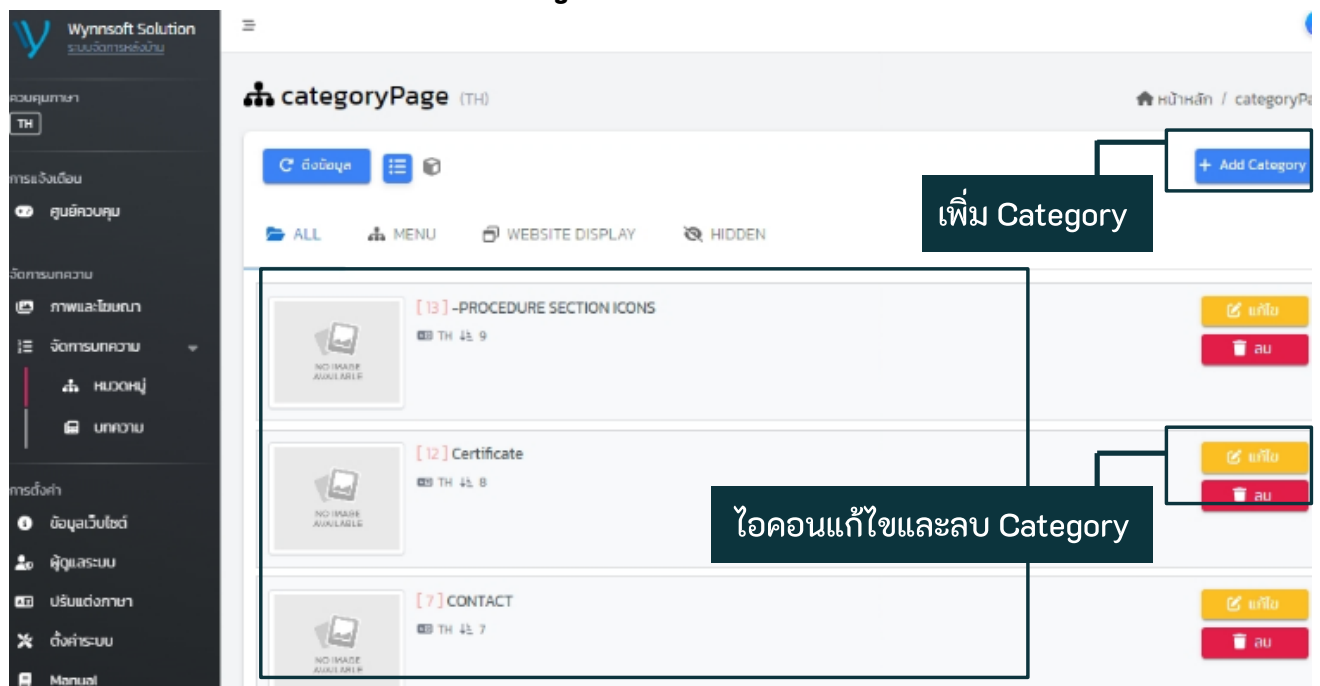 Wynnsoft Solution
ระบบจัดการหลังบ้าน
ควบคุมภาษา
TH
การแจ้งเตือน
ศูนย์ควบคุม
จัดการบทความ
ภาพและโฆษณา
จัดการบทความ
หมวดหมู่
บทความ
การตั้งค่า
ข้อมูลเว็บไซต์
ผู้ดูแลระบบ
ปรับแต่งภาษา
ตั้งค่าระบบ
Manual
categoryPage (TH)
หน้าหลัก / categoryPa
ดึงข้อมูล
+ Add Category
เพิ่ม Category
ALL MENU WEBSITE DISPLAY HIDDEN
NO IMAGE
AVAILABLE
[ 13 ] -PROCEDURE SECTION ICONS
TH 9
แก้ไข
ลบ
NO IMAGE
AVAILABLE
[ 12 ] Certificate
TH 8
แก้ไข
ลบ
ไอคอนแก้ไขและลบ Category
NO IMAGE
AVAILABLE
[ 7 ] CONTACT
TH 7
แก้ไข
ลบ